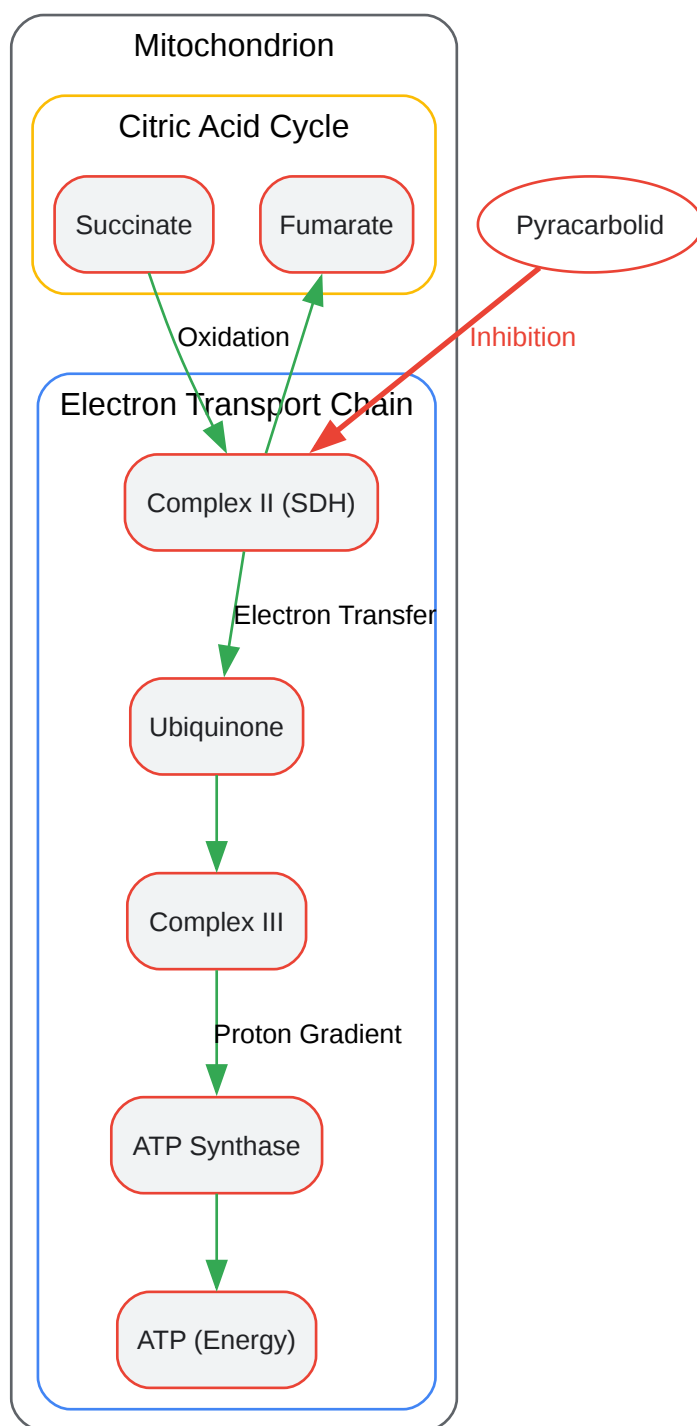 Mitochondrion
Citric Acid Cycle
Succinate
Fumarate
Pyracarbolid
Oxidation
Inhibition
Electron Transport Chain
Complex II (SDH)
Electron Transfer
Ubiquinone
Complex III
Proton Gradient
ATP Synthase
ATP (Energy)